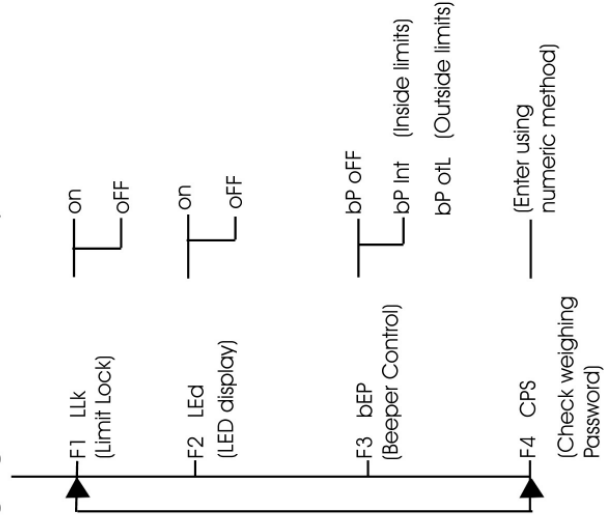 F1 LLk
(Limit Lock)
on
oFF
F2 LEd
(LED display)
on
oFF
F3 bEP
(Beeper Control)
bP oFF
bP Int (Inside limits)
bP otL (Outside limits)
F4 CPS
(Check weighing
Password)
(Enter using
numeric method)